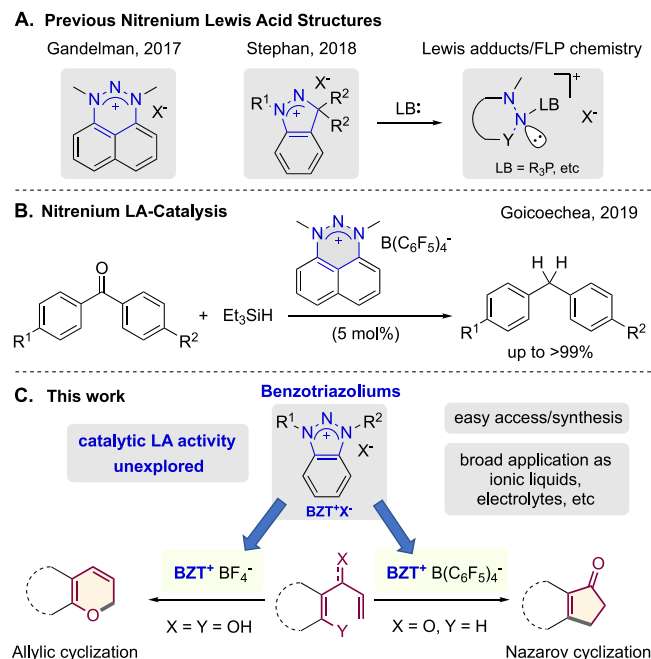 A. Previous Nitrenium Lewis Acid Structures
Gandelman, 2017
Stephan, 2018
Lewis adducts/FLP chemistry
N N N + X-
R1 N N + R2 R2 X-
LB:
N N LB Y + X-
LB = R3P, etc
B. Nitrenium LA-Catalysis
Goicoechea, 2019
N N N + B(C6F5)4-
O R1 R2
+ Et3SiH
(5 mol%)
H H R1 R2
up to >99%
C. This work
Benzotriazoliums
catalytic LA activity
unexplored
R1 N N N R2 + X-
BZT+X-
easy access/synthesis
broad application as
ionic liquids,
electrolytes, etc
BZT+ BF4-
BZT+ B(C6F5)4-
O
X = Y = OH
X Y
X = O, Y = H
O
Allylic cyclization
Nazarov cyclization